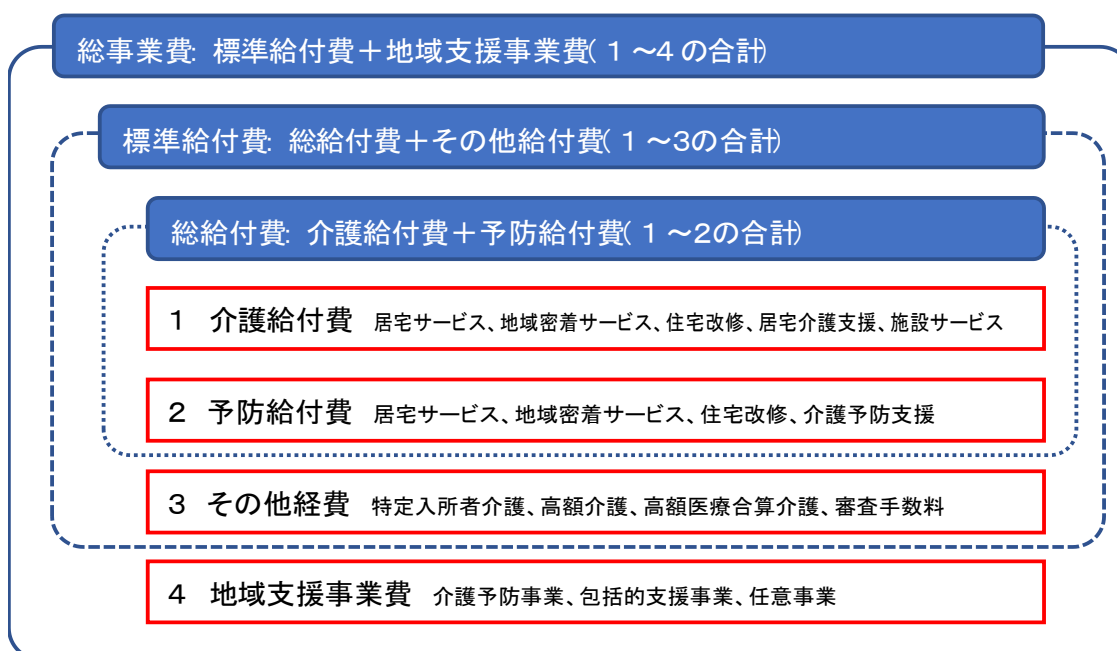 総事業費: 標準給付費＋地域支援事業費(１～4の合計)
標準給付費: 総給付費＋その他給付費(１～3の合計)
総給付費: 介護給付費＋予防給付費(１～2の合計)
１ 介護給付費 居宅サービス、地域密着サービス、住宅改修、居宅介護支援、施設サービス
２ 予防給付費 居宅サービス、地域密着サービス、住宅改修、介護予防支援
３ その他経費 特定入所者介護、高額介護、高額医療合算介護、審査手数料
４ 地域支援事業費 介護予防事業、包括的支援事業、任意事業